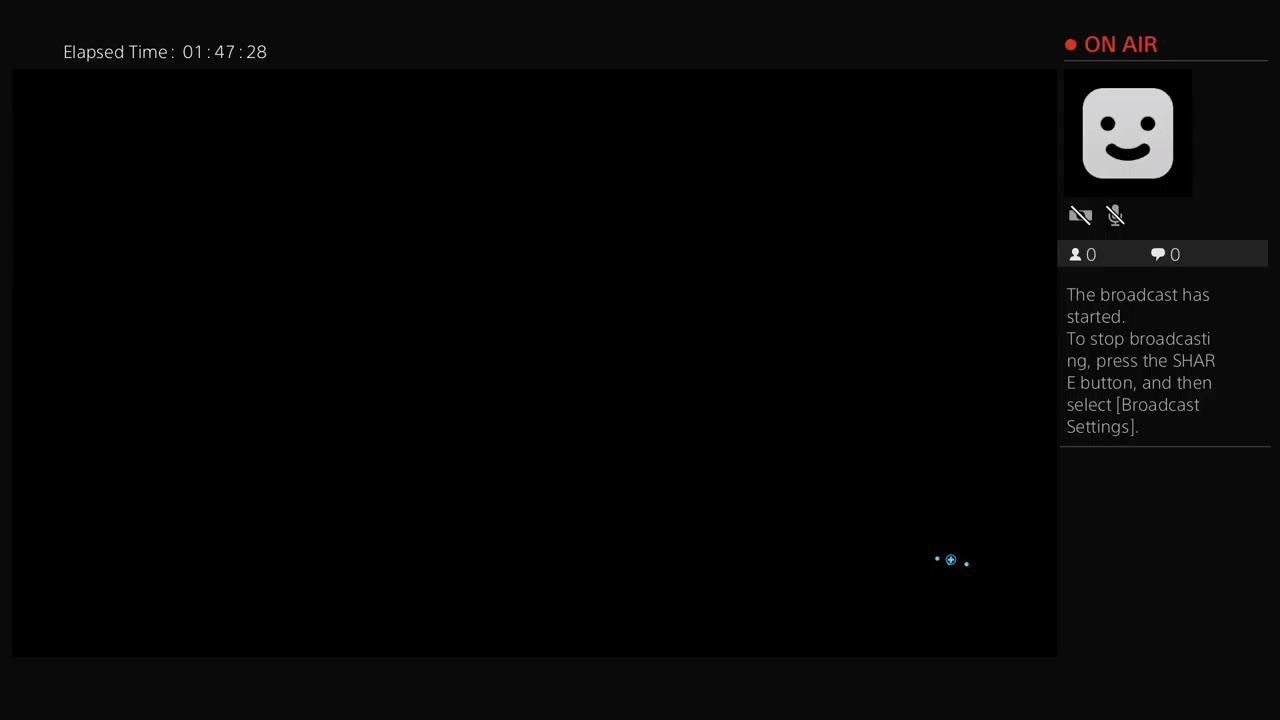 Elapsed Time: 01:47:28
ON AIR
0 0
The broadcast has
started.
To stop broadcasti
ng, press the SHAR
E button, and then
select [Broadcast
Settings].